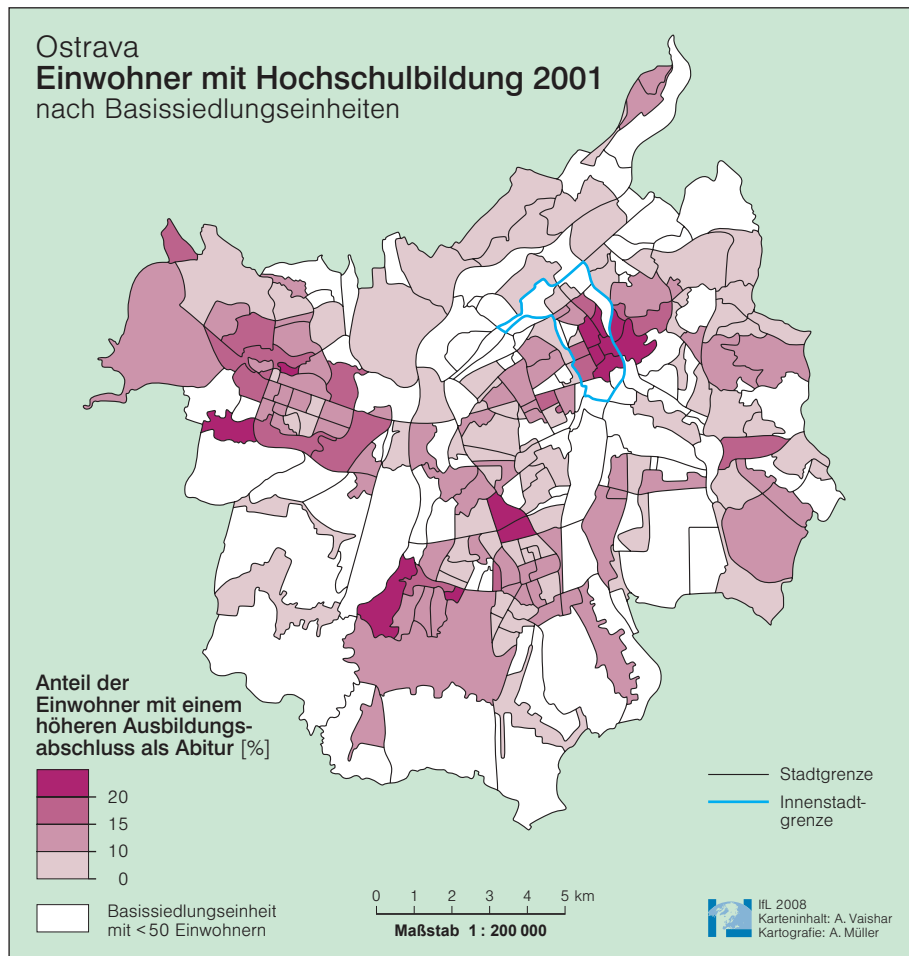 Ostrava
Einwohner mit Hochschulbildung 2001
nach Basissiedlungseinheiten
Anteil der
Einwohner mit einem
höheren Ausbildungs-
abschluss als Abitur [%]
20
15
10
0
Basissiedlungseinheit
mit <50 Einwohnern
0 1 2 3 4 5 km
Maßstab 1 : 200 000
Stadtgrenze
Innenstadt-
grenze
IfL 2008
Karteninhalt: A. Vaishar
Kartografie: A. Müller